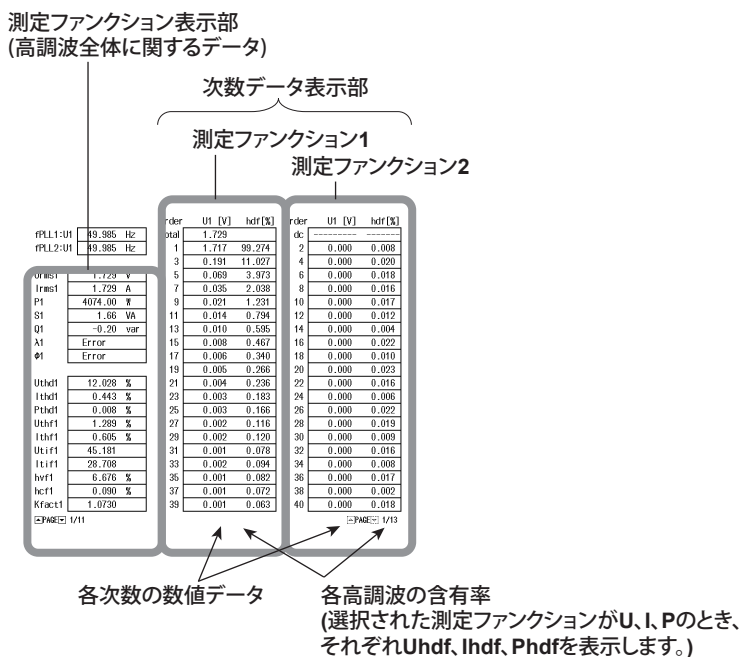 測定ファンクション表示部
(高調波全体に関するデータ)
次数データ表示部
測定ファンクション1
測定ファンクション2
fPLL1:U1 49.985 Hz
fPLL2:U1 49.985 Hz
Urms1 1.729 V
Irms1 1.729 A
P1 4074.00 W
S1 1.66 VA
Q1 -0.20 var
λ1 Error
Φ1 Error
Uthd1 12.028 %
Ithd1 0.443 %
Pthd1 0.008 %
Uthf1 1.289 %
Ithf1 0.605 %
Utif1 45.181
Itif1 28.708
hvf1 6.676 %
hcf1 0.090 %
Kfact1 1.0730
▲PAGE▼ 1/11
rder U1 [V] hdf[%]
otal 1.729
1 1.717 99.274
3 0.191 11.027
5 0.069 3.973
7 0.035 2.038
9 0.021 1.231
11 0.014 0.794
13 0.010 0.595
15 0.008 0.467
17 0.006 0.340
19 0.005 0.266
21 0.004 0.236
23 0.003 0.183
25 0.003 0.166
27 0.002 0.116
29 0.002 0.120
31 0.001 0.078
33 0.002 0.094
35 0.001 0.082
37 0.001 0.072
39 0.001 0.063
rder U1 [V] hdf[%]
dc --------- -------
2 0.000 0.008
4 0.000 0.020
6 0.000 0.018
8 0.000 0.016
10 0.000 0.017
12 0.000 0.012
14 0.000 0.004
16 0.000 0.022
18 0.000 0.010
20 0.000 0.023
22 0.000 0.016
24 0.000 0.006
26 0.000 0.022
28 0.000 0.019
30 0.000 0.009
32 0.000 0.016
34 0.000 0.008
36 0.000 0.017
38 0.000 0.002
40 0.000 0.018
▲PAGE▼ 1/13
各次数の数値データ
各高調波の含有率
(選択された測定ファンクションがU、I、Pのとき、
それぞれUhdf、Ihdf、Phdfを表示します。)